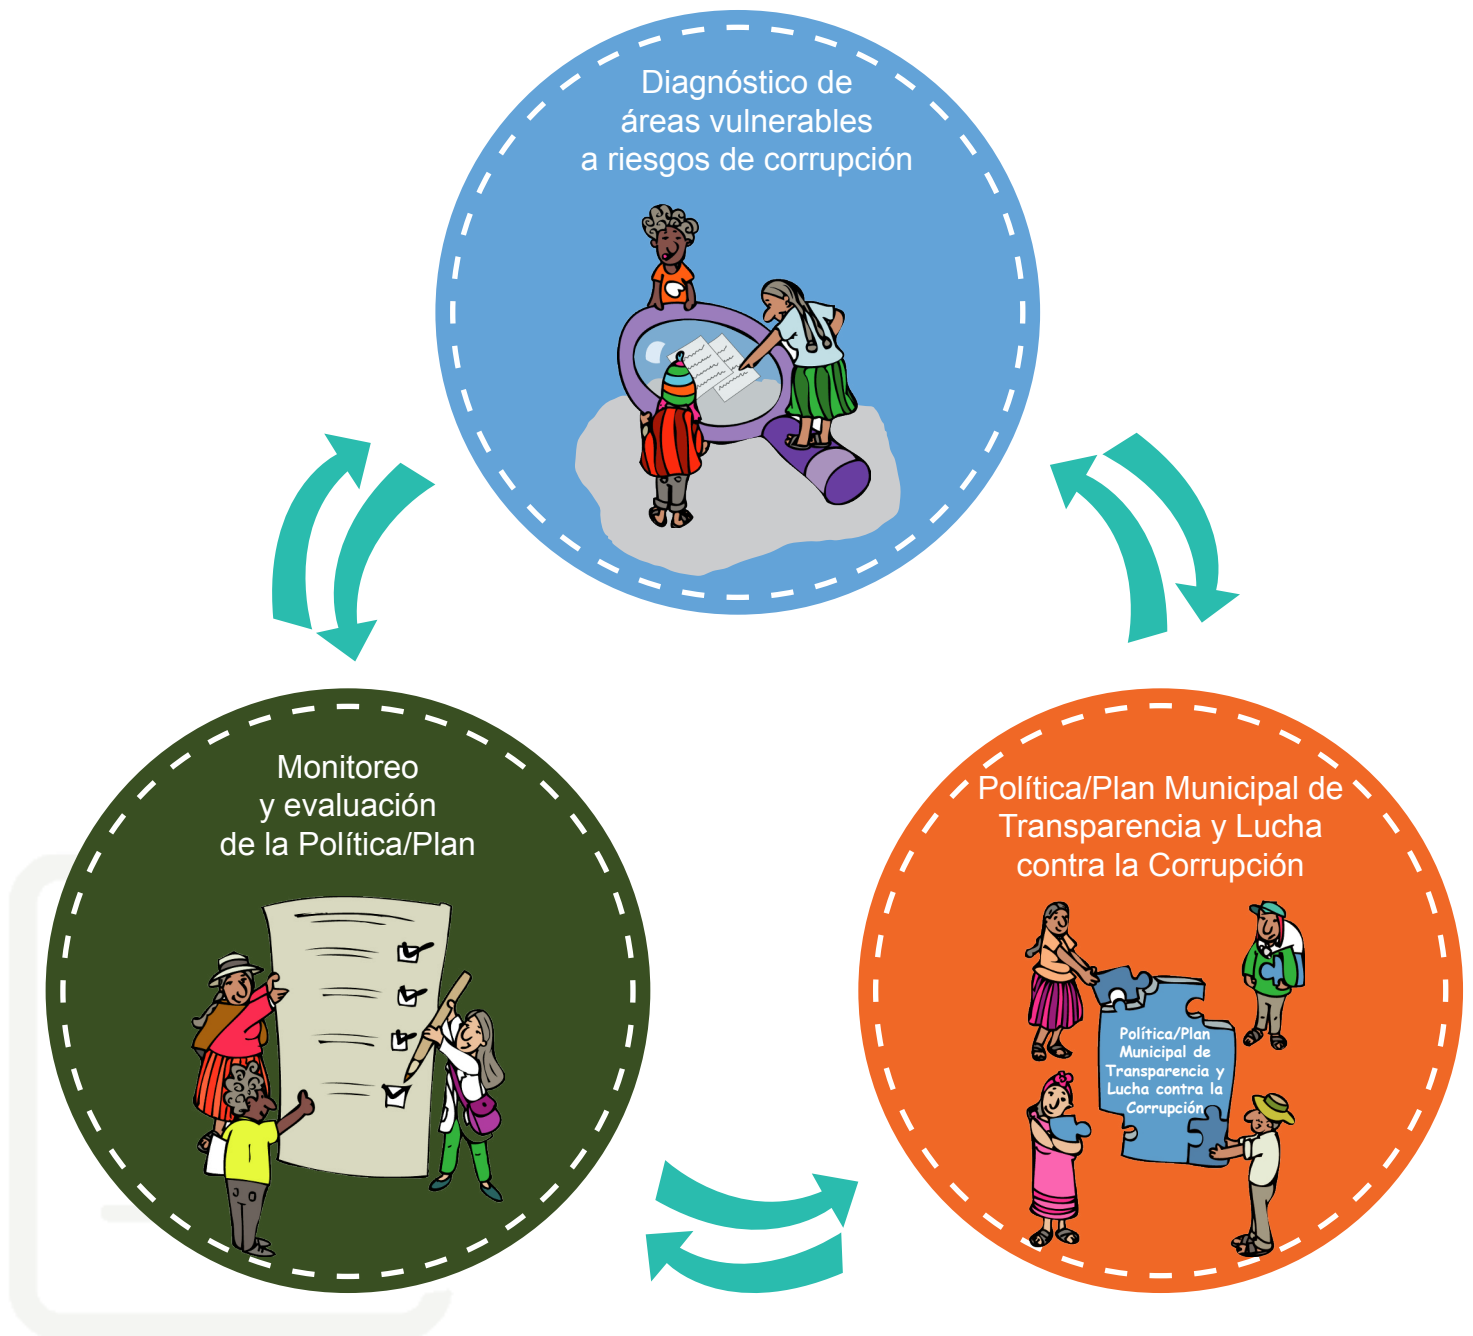 Diagnóstico de
áreas vulnerables
a riesgos de corrupción
Monitoreo
y evaluación
de la Política/Plan
Política/Plan Municipal de
Transparencia y Lucha
contra la Corrupción
Política/Plan
Municipal de
Transparencia y
Lucha contra la
Corrupción